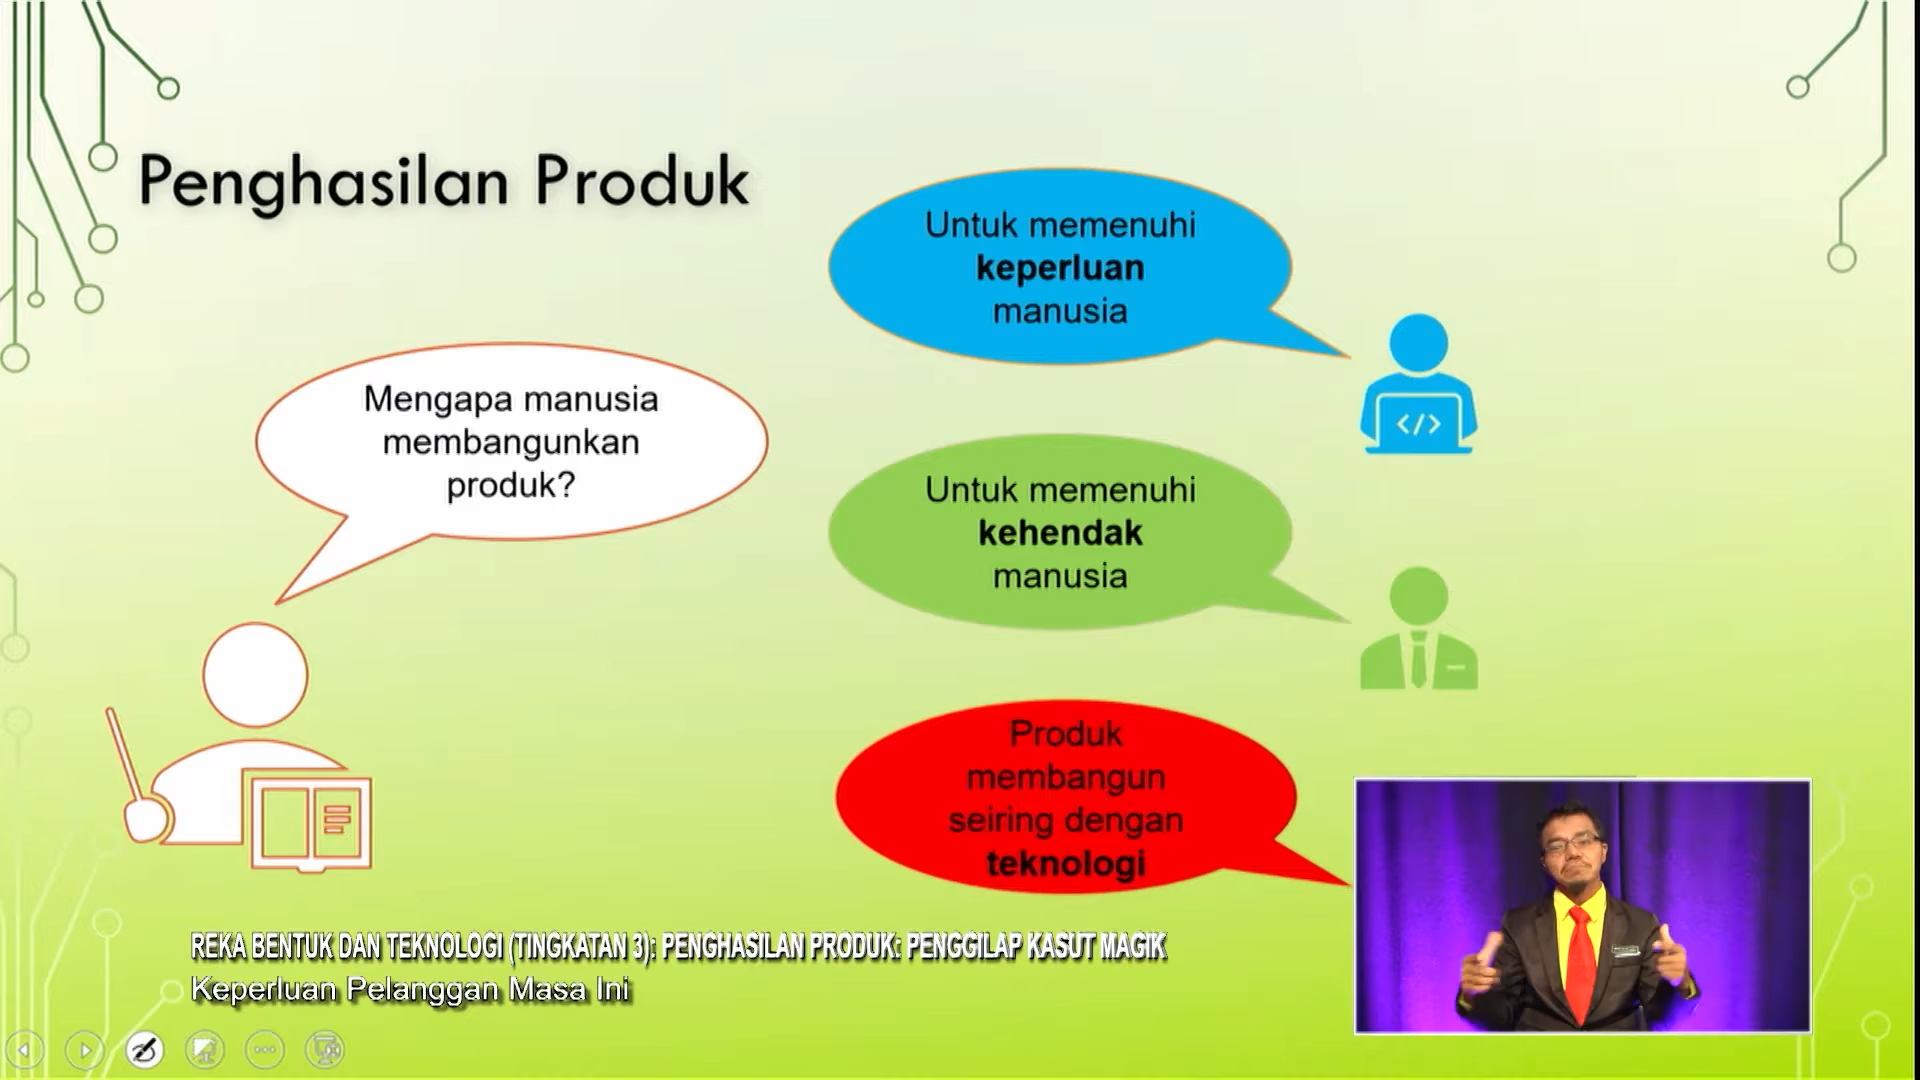 Penghasilan Produk
Mengapa manusia
membangunkan
produk?
Untuk memenuhi
keperluan
manusia
</>
Untuk memenuhi
kehendak
manusia
Produk
membangun
seiring dengan
teknologi
REKA BENTUK DAN TEKNOLOGI (TINGKATAN 3): PENGHASILAN PRODUK: PENGGILAP KASUT MAGIK
Keperluan Pelanggan Masa Ini